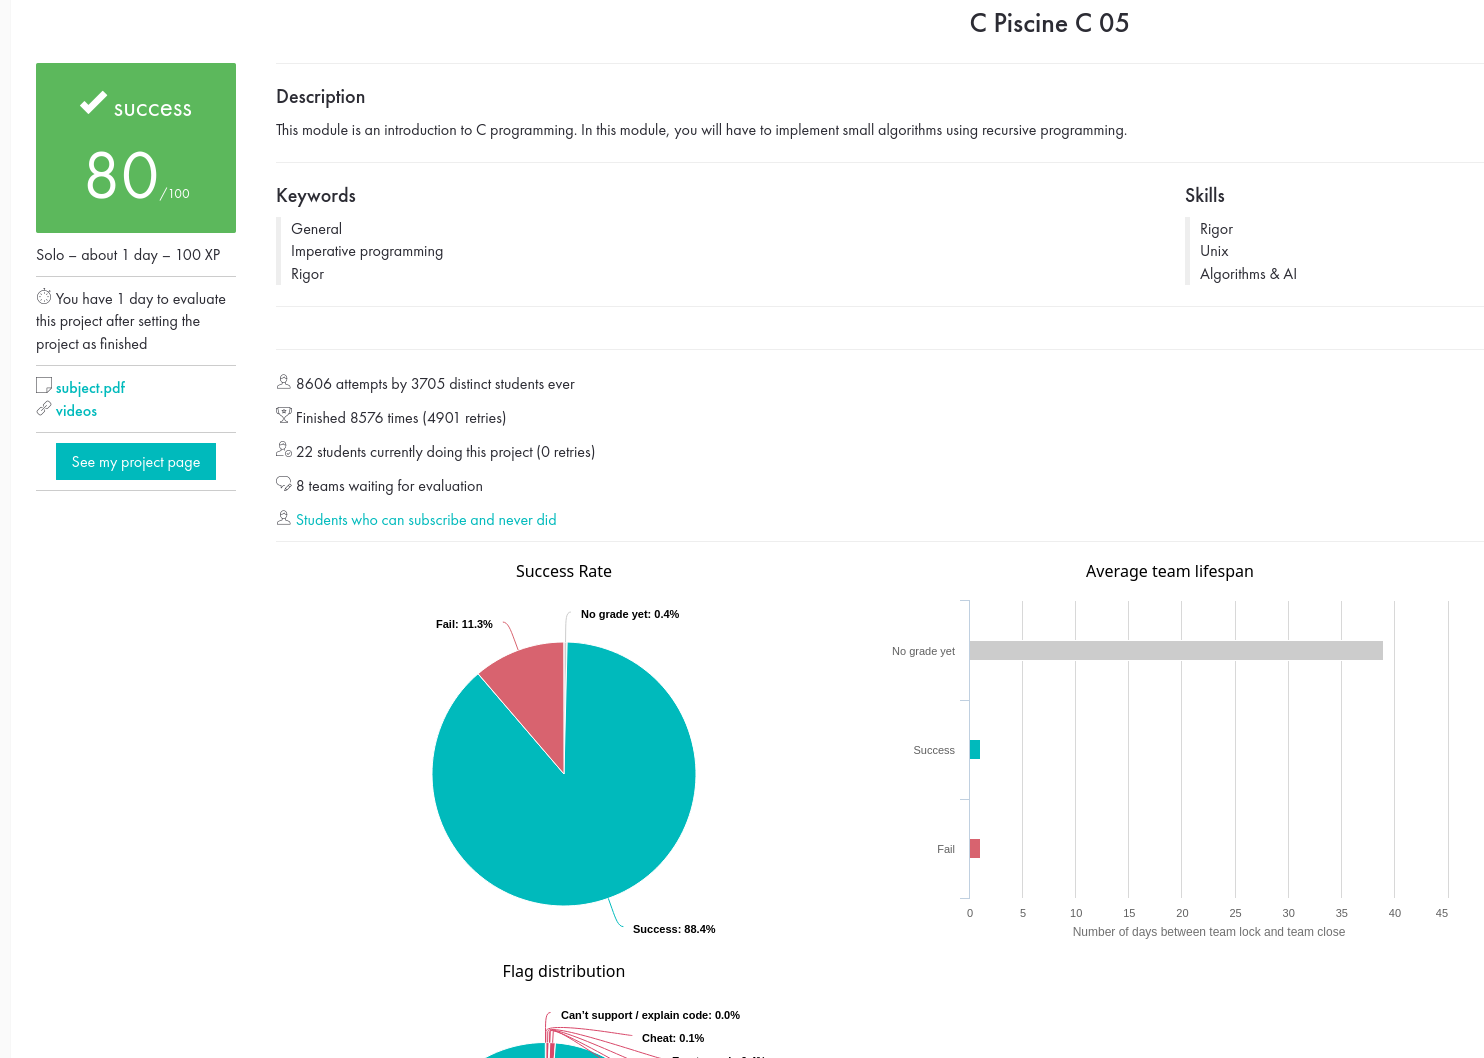 C Piscine C 05
success
80/100
Solo – about 1 day – 100 XP
You have 1 day to evaluate
this project after setting the
project as finished
subject.pdf
videos
See my project page
Description
This module is an introduction to C programming. In this module, you will have to implement small algorithms using recursive programming.
Keywords
General
Imperative programming
Rigor
Skills
Rigor
Unix
Algorithms & AI
8606 attempts by 3705 distinct students ever
Finished 8576 times (4901 retries)
22 students currently doing this project (0 retries)
8 teams waiting for evaluation
Students who can subscribe and never did
Success Rate
No grade yet: 0.4%
Fail: 11.3%
Success: 88.4%
Average team lifespan
No grade yet
Success
Fail
0 5 10 15 20 25 30 35 40 45
Number of days between team lock and team close
Flag distribution
Can't support / explain code: 0.0%
Cheat: 0.1%